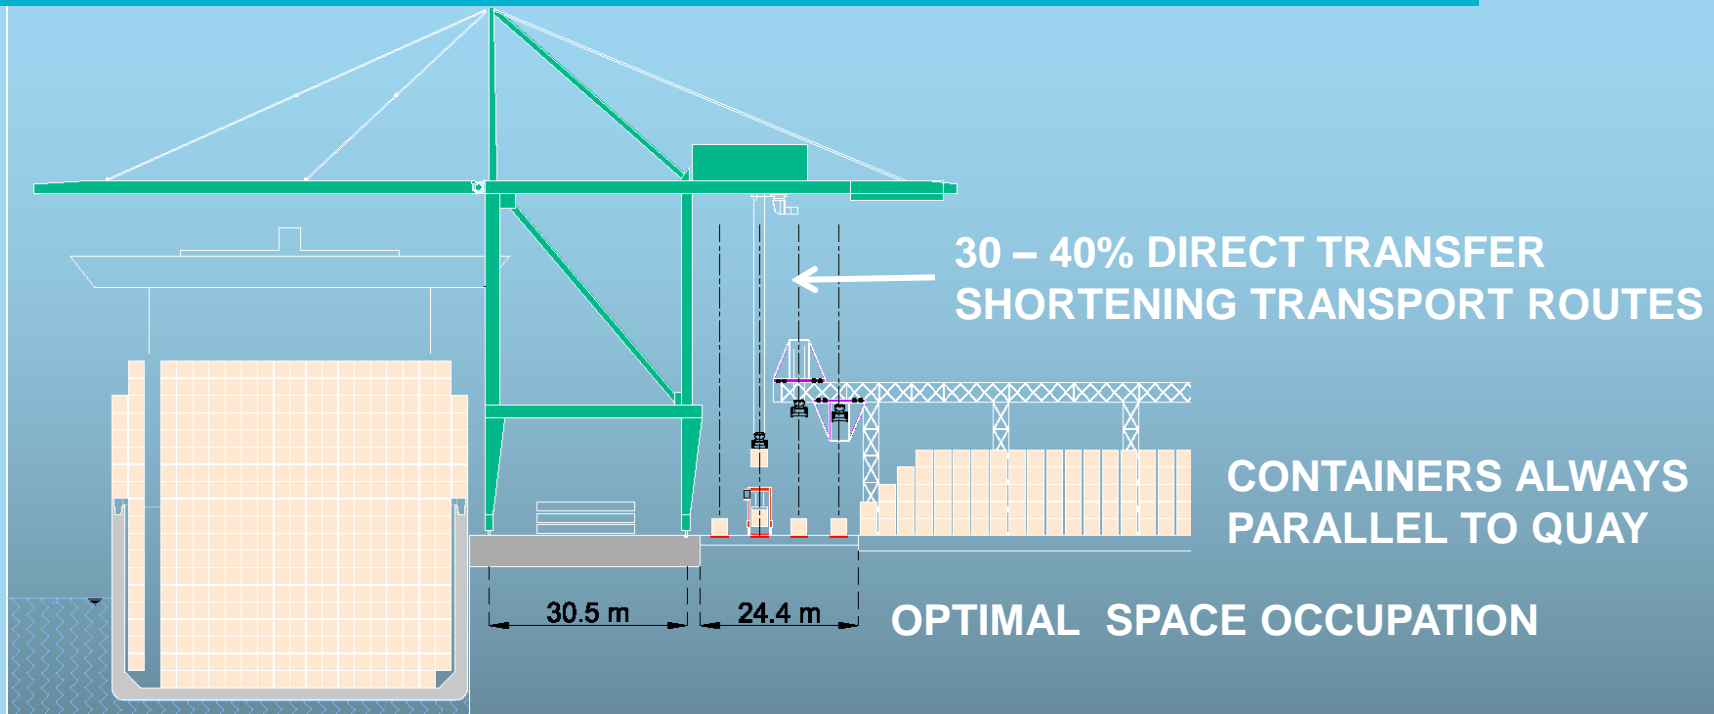 30 – 40% DIRECT TRANSFER
SHORTENING TRANSPORT ROUTES
CONTAINERS ALWAYS
PARALLEL TO QUAY
30.5 m
24.4 m
OPTIMAL SPACE OCCUPATION